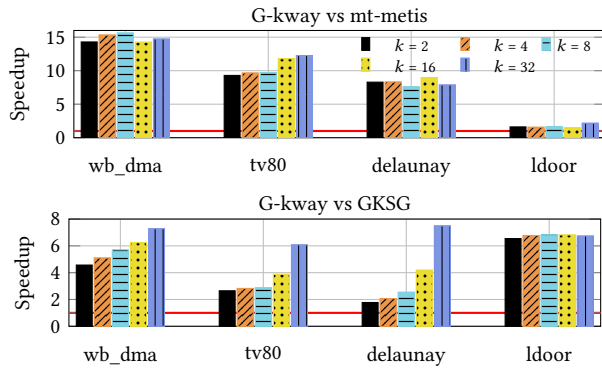 G-kway vs mt-metis
15
10
5
0
Speedup
k = 2
k = 4
k = 8
k = 16
k = 32
wb_dma tv80 delaunay ldoor
G-kway vs GKSG
8
6
4
2
0
Speedup
wb_dma tv80 delaunay ldoor